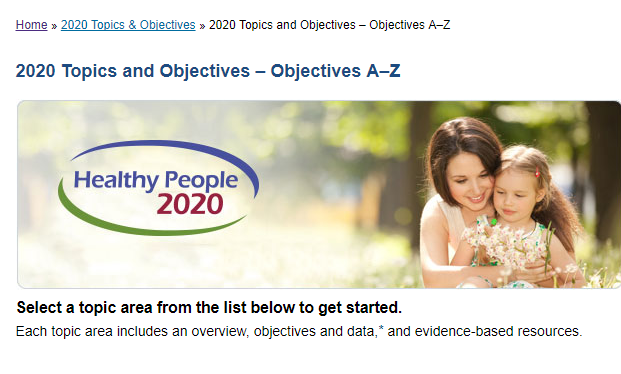 Home » 2020 Topics & Objectives » 2020 Topics and Objectives – Objectives A–Z
2020 Topics and Objectives – Objectives A–Z
Healthy People
2020
Select a topic area from the list below to get started.
Each topic area includes an overview, objectives and data,* and evidence-based resources.